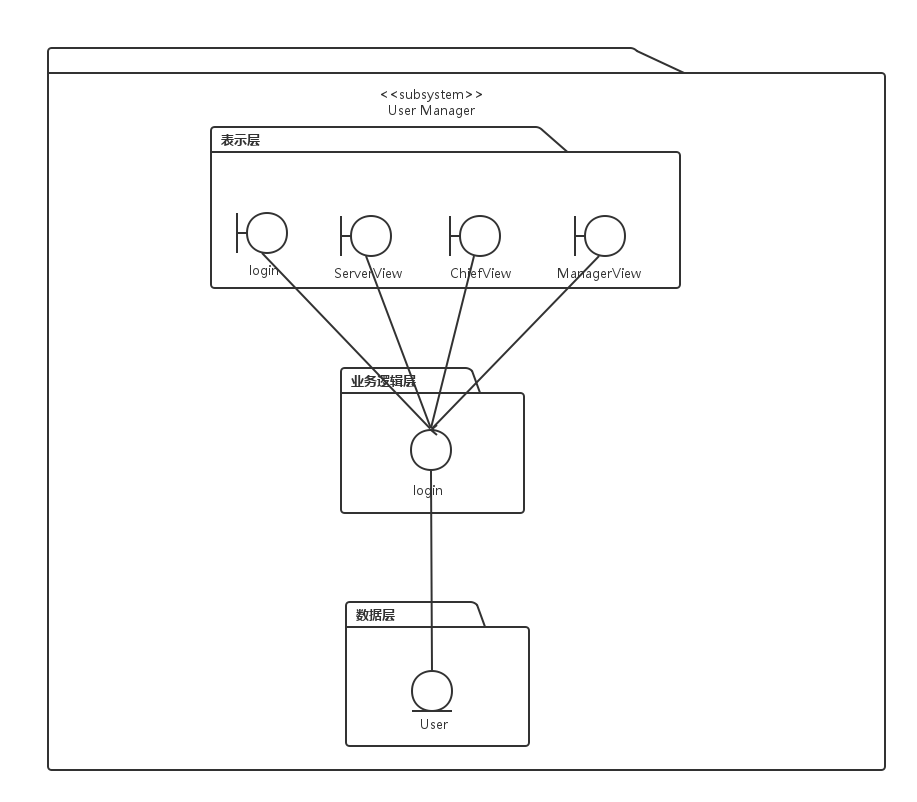 <<subsystem>>
User Manager
表示层
login
ServerView
ChiefView
ManagerView
业务逻辑层
login
数据层
User